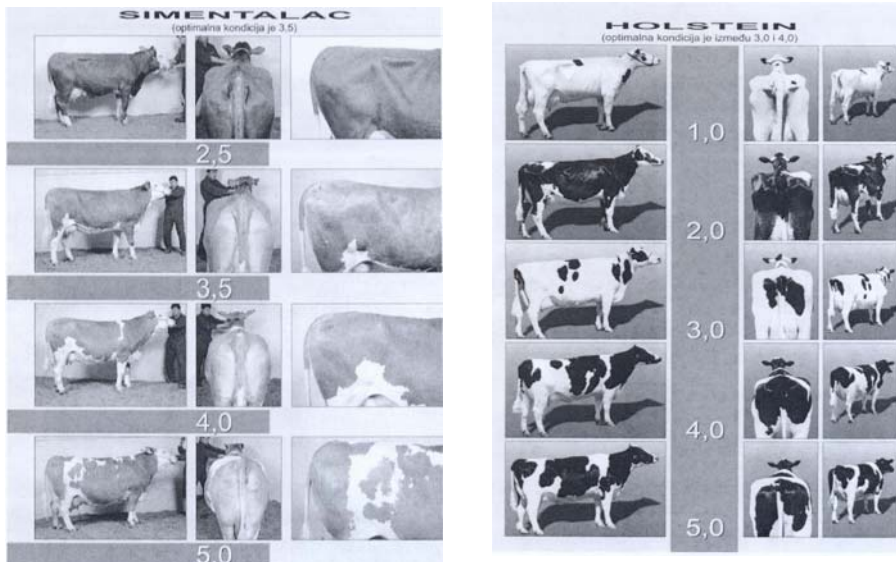 SIMENTALAC
(optimalna kondicija je 3,5)
2,5
3,5
4,0
5,0
HOLSTEIN
(optimalna kondicija je između 3,0 i 4,0)
1,0
2,0
3,0
4,0
5,0